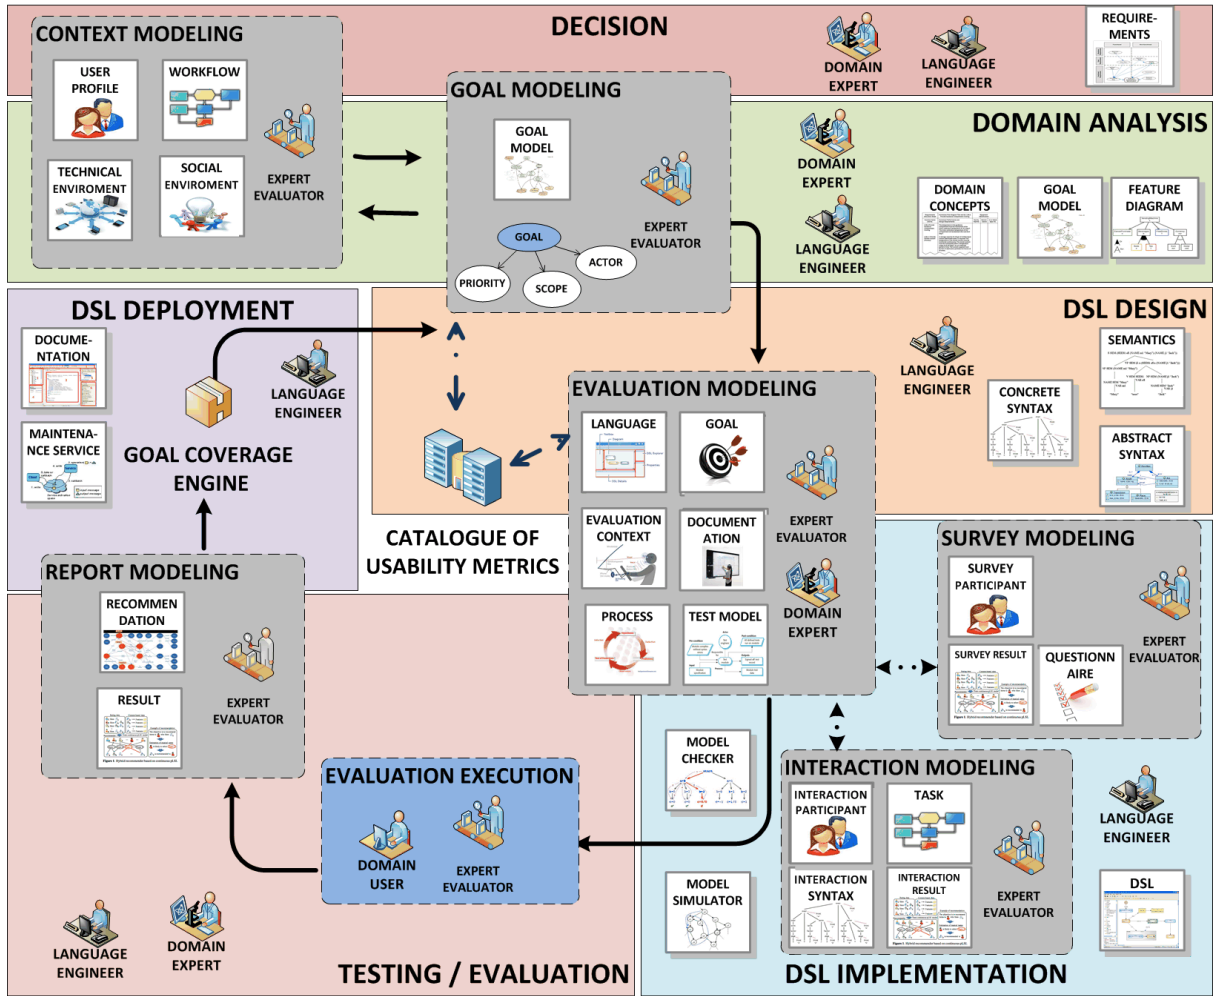 DECISION
CONTEXT MODELING
USER
PROFILE
WORKFLOW
TECHNICAL
ENVIROMENT
SOCIAL
ENVIROMENT
EXPERT
EVALUATOR
DOMAIN
EXPERT
LANGUAGE
ENGINEER
REQUIRE-
MENTS
GOAL MODELING
GOAL
MODEL
EXPERT
EVALUATOR
GOAL
PRIORITY
SCOPE
ACTOR
DOMAIN ANALYSIS
DOMAIN
EXPERT
LANGUAGE
ENGINEER
DOMAIN
CONCEPTS
GOAL
MODEL
FEATURE
DIAGRAM
DSL DEPLOYMENT
DOCUME-
NTATION
MAINTENA-
NCE SERVICE
LANGUAGE
ENGINEER
GOAL COVERAGE
ENGINE
DSL DESIGN
LANGUAGE
ENGINEER
SEMANTICS
CONCRETE
SYNTAX
ABSTRACT
SYNTAX
CATALOGUE OF
USABILITY METRICS
EVALUATION MODELING
LANGUAGE
GOAL
EVALUATION
CONTEXT
DOCUMENT
ATION
PROCESS
TEST MODEL
EXPERT
EVALUATOR
DOMAIN
EXPERT
SURVEY MODELING
SURVEY
PARTICIPANT
SURVEY RESULT
QUESTIONN
AIRE
EXPERT
EVALUATOR
REPORT MODELING
RECOMMEN
DATION
RESULT
EXPERT
EVALUATOR
EVALUATION EXECUTION
DOMAIN
USER
EXPERT
EVALUATOR
LANGUAGE
ENGINEER
DOMAIN
EXPERT
TESTING / EVALUATION
MODEL
CHECKER
MODEL
SIMULATOR
INTERACTION MODELING
INTERACTION
PARTICIPANT
TASK
INTERACTION
SYNTAX
INTERACTION
RESULT
EXPERT
EVALUATOR
LANGUAGE
ENGINEER
DSL
DSL IMPLEMENTATION